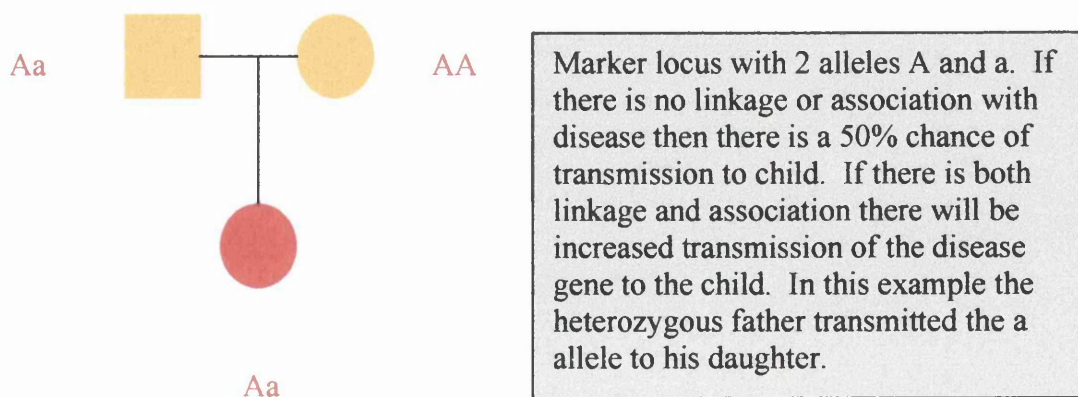 Aa
AA
Marker locus with 2 alleles A and a. If
there is no linkage or association with
disease then there is a 50% chance of
transmission to child. If there is both
linkage and association there will be
increased transmission of the disease
gene to the child. In this example the
heterozygous father transmitted the a
allele to his daughter.
Aa